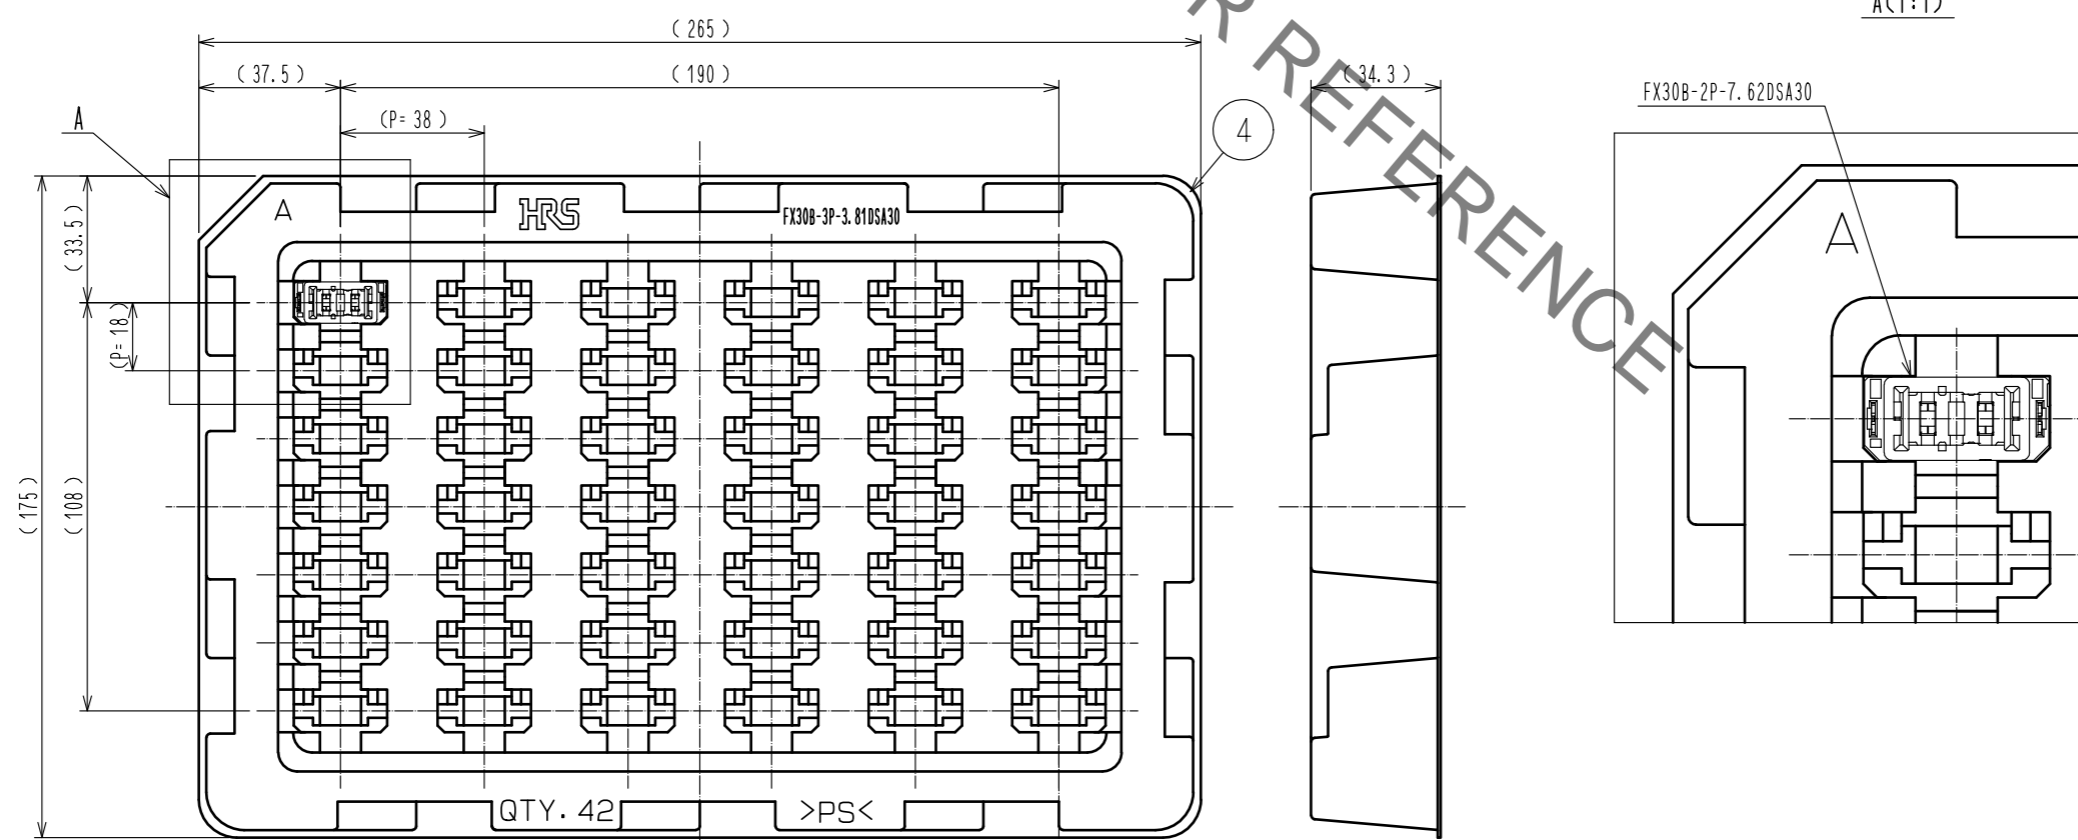 A(1:1)
( 265 )
( 37.5 )
( 190 )
( 34.3 )
(P= 38 )
A
4
FX30B-2P-7.62DSA30
R REFERENCE
A
HRS
FX30B-3P-3.81DSA30
A
( 33.5 )
(P= 18)
( 175 )
( 108 )
QTY. 42
>PS<